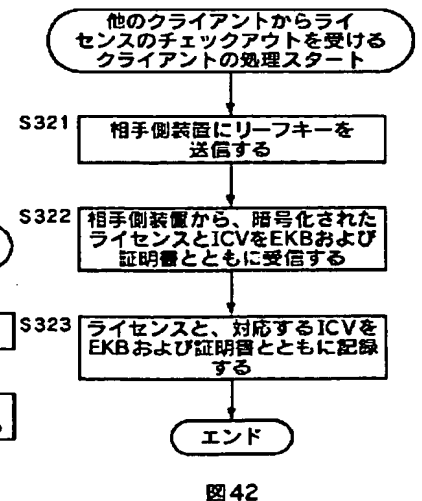 他のクライアントからライ
センスのチェックアウトを受ける
クライアントの処理スタート
S321
相手側装置にリーフキーを
送信する
S322
相手側装置から、暗号化された
ライセンスとICVをEKBおよび
証明書とともに受信する
S323
ライセンスと、対応するICVを
EKBおよび証明書とともに記録
する
エンド
図42